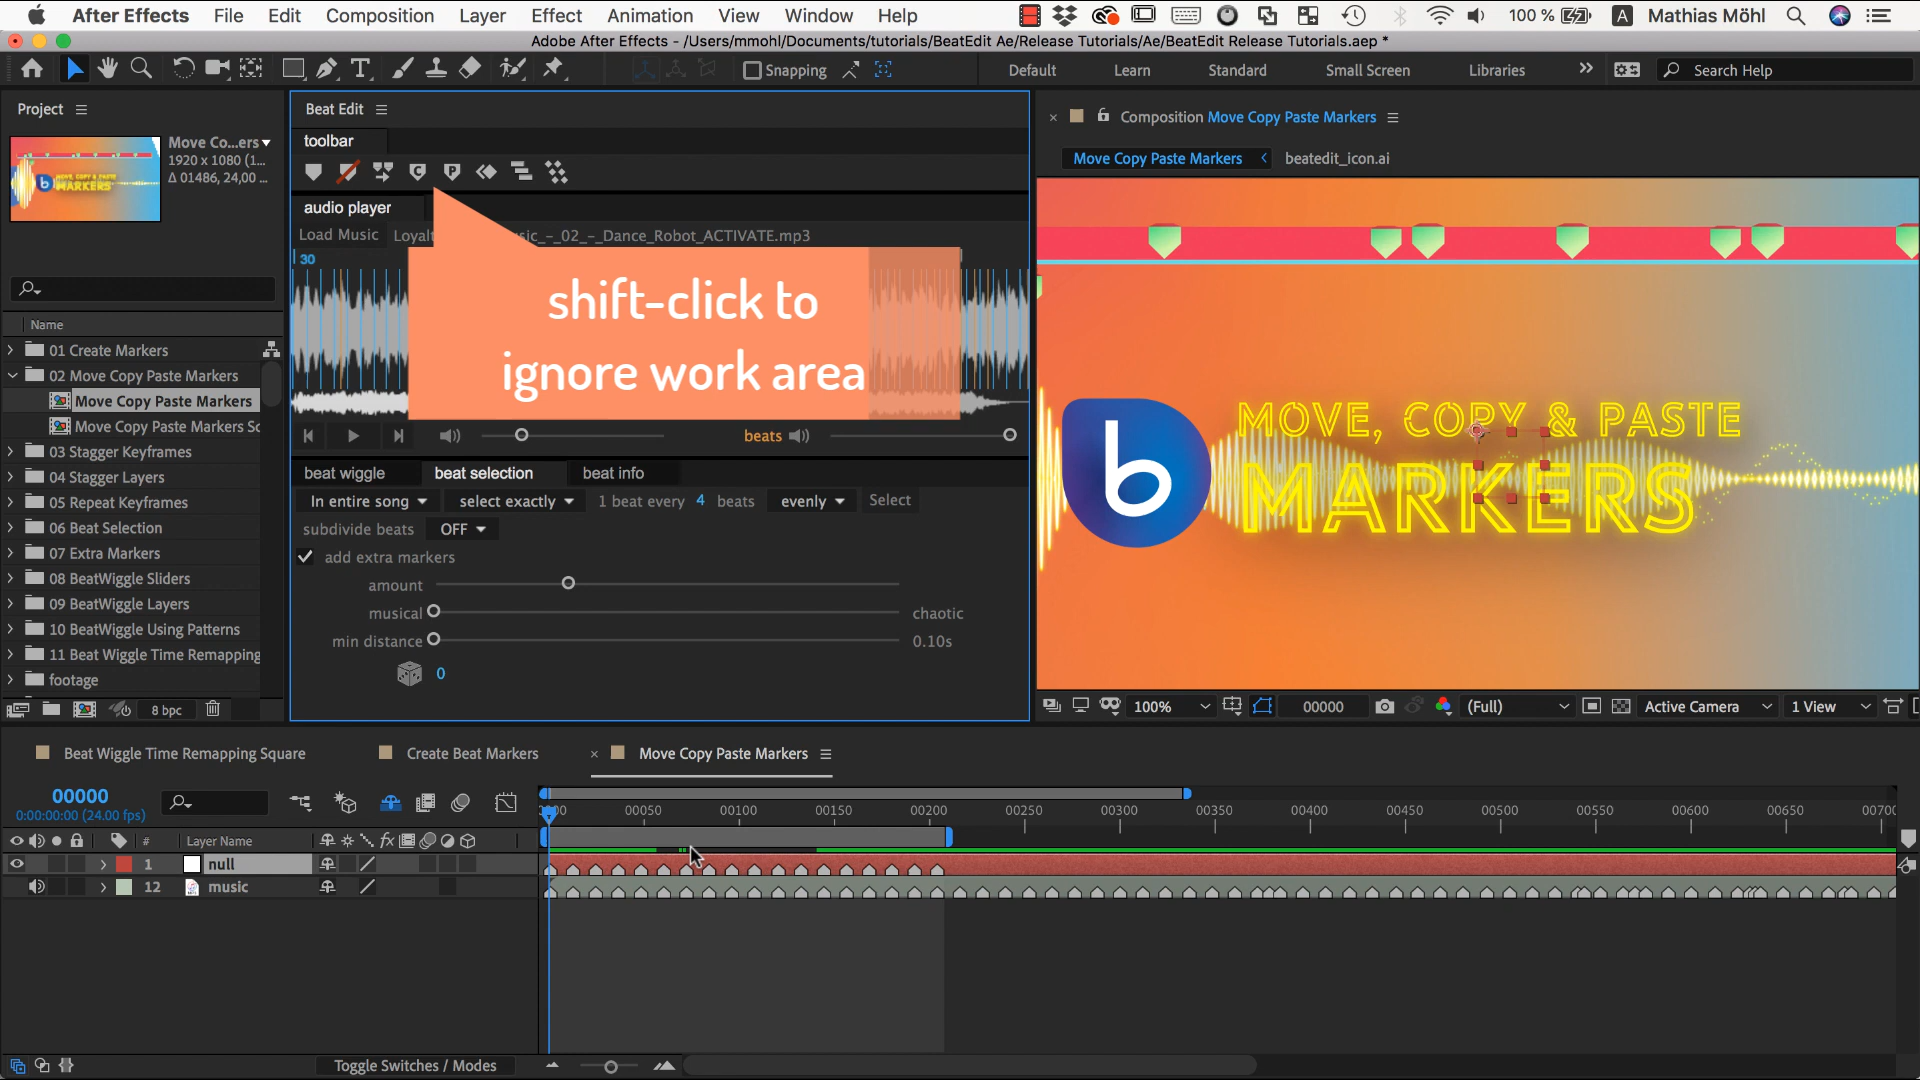 After Effects File Edit Composition Layer Effect Animation View Window Help 100 % A Mathias Möhl
Adobe After Effects - /Users/mmohl/Documents/tutorials/BeatEdit Ae/Release Tutorials/Ae/BeatEdit Release Tutorials.aep *
Snapping Default Learn Standard Small Screen Libraries Search Help
Project
Move Co...ers
1920 x 1080 (1...
Δ 01486, 24,00 ...
Name
01 Create Markers
02 Move Copy Paste Markers
Move Copy Paste Markers
Move Copy Paste Markers Sc
03 Stagger Keyframes
04 Stagger Layers
05 Repeat Keyframes
06 Beat Selection
07 Extra Markers
08 BeatWiggle Sliders
09 BeatWiggle Layers
10 BeatWiggle Using Patterns
11 Beat Wiggle Time Remapping
footage
8 bpc
Beat Edit
toolbar
C P
audio player
Load Music Loyalt sic_-_02_-_Dance_Robot_ACTIVATE.mp3
30
shift-click to
ignore work area
beats
beat wiggle beat selection beat info
In entire song select exactly 1 beat every 4 beats evenly Select
subdivide beats OFF
add extra markers
amount
musical chaotic
min distance 0.10s
0
Composition Move Copy Paste Markers
Move Copy Paste Markers beatedit_icon.ai
b
MOVE, COPY & PASTE
MARKERS
100% 00000 (Full) Active Camera 1 View
Beat Wiggle Time Remapping Square Create Beat Markers Move Copy Paste Markers
00000
0:00:00:00 (24.00 fps)
00 00050 00100 00150 00200 00250 00300 00350 00400 00450 00500 00550 00600 00650 00700
# Layer Name fx
1 null
12 music
Toggle Switches / Modes